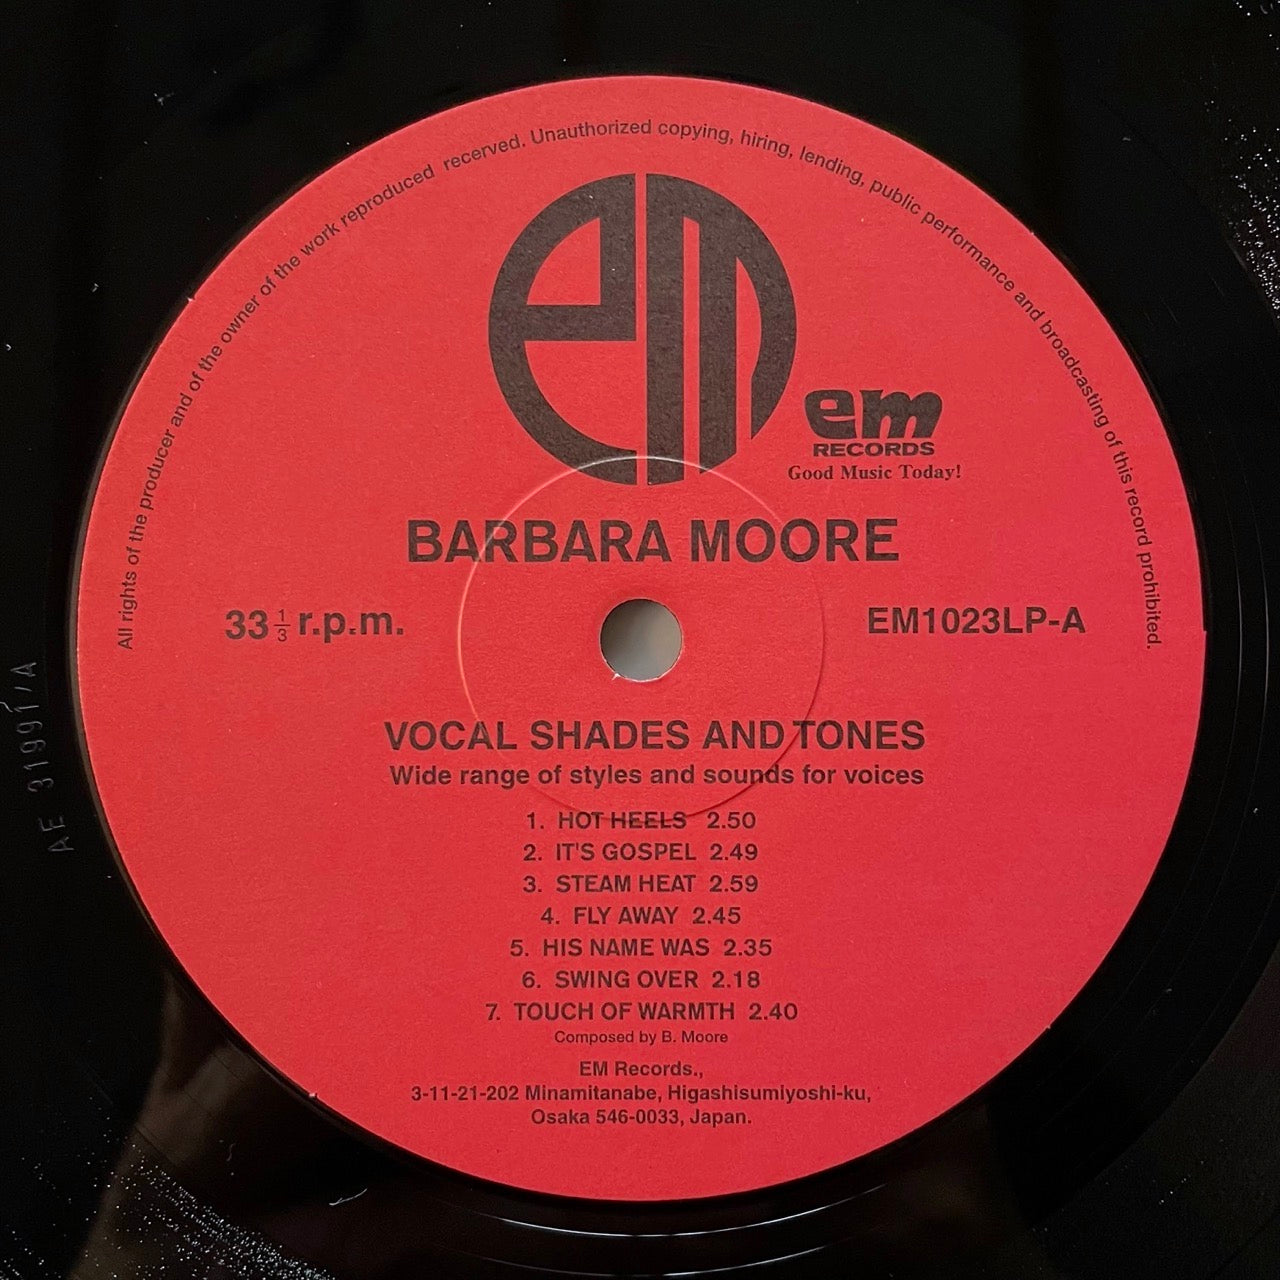 All rights of the producer and of the owner of the work reproduced recerved. Unauthorized copying, hiring, lending, public performance and broadcasting of this record prohibited.
em
em
RECORDS
Good Music Today!
BARBARA MOORE
33 1/3 r.p.m.
EM1023LP-A
VOCAL SHADES AND TONES
Wide range of styles and sounds for voices
1. HOT HEELS 2.50
2. IT'S GOSPEL 2.49
3. STEAM HEAT 2.59
4. FLY AWAY 2.45
5. HIS NAME WAS 2.35
6. SWING OVER 2.18
7. TOUCH OF WARMTH 2.40
Composed by B. Moore
EM Records.,
3-11-21-202 Minamitanabe, Higashisumiyoshi-ku,
Osaka 546-0033, Japan.
AE 31991/A